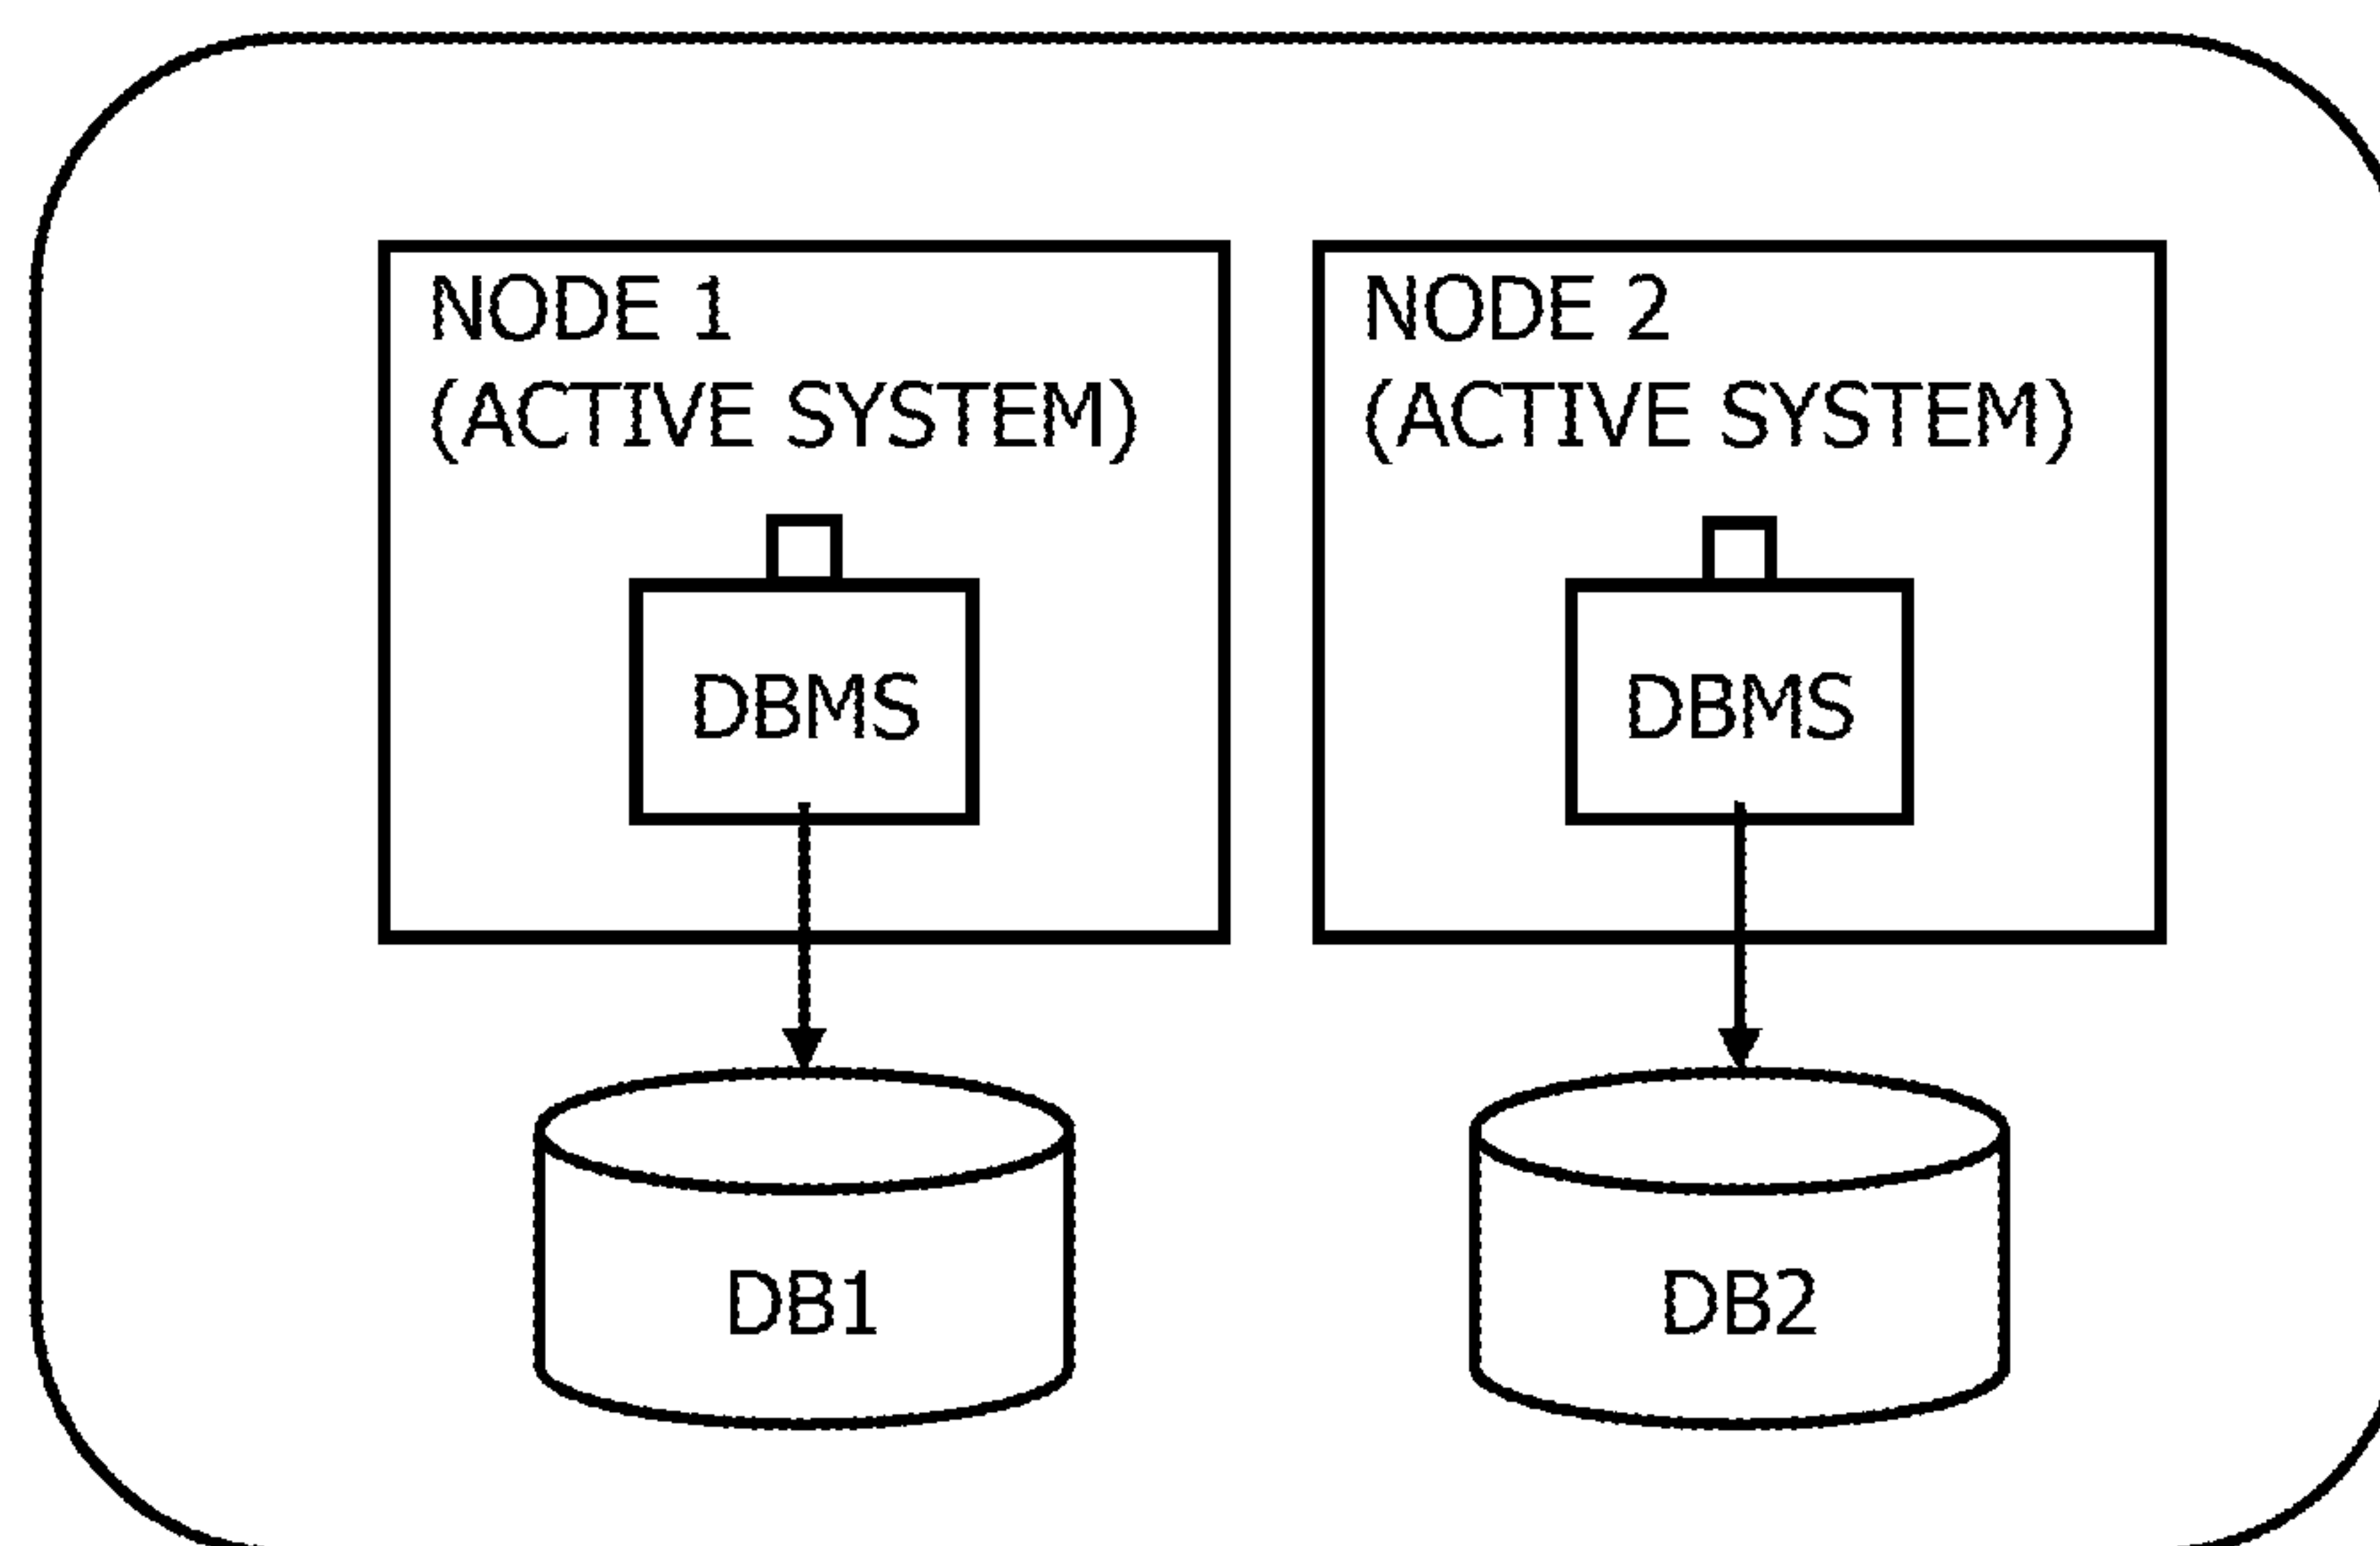 NODE 1
(ACTIVE SYSTEM)
DBMS
DB1
NODE 2
(ACTIVE SYSTEM)
DBMS
DB2